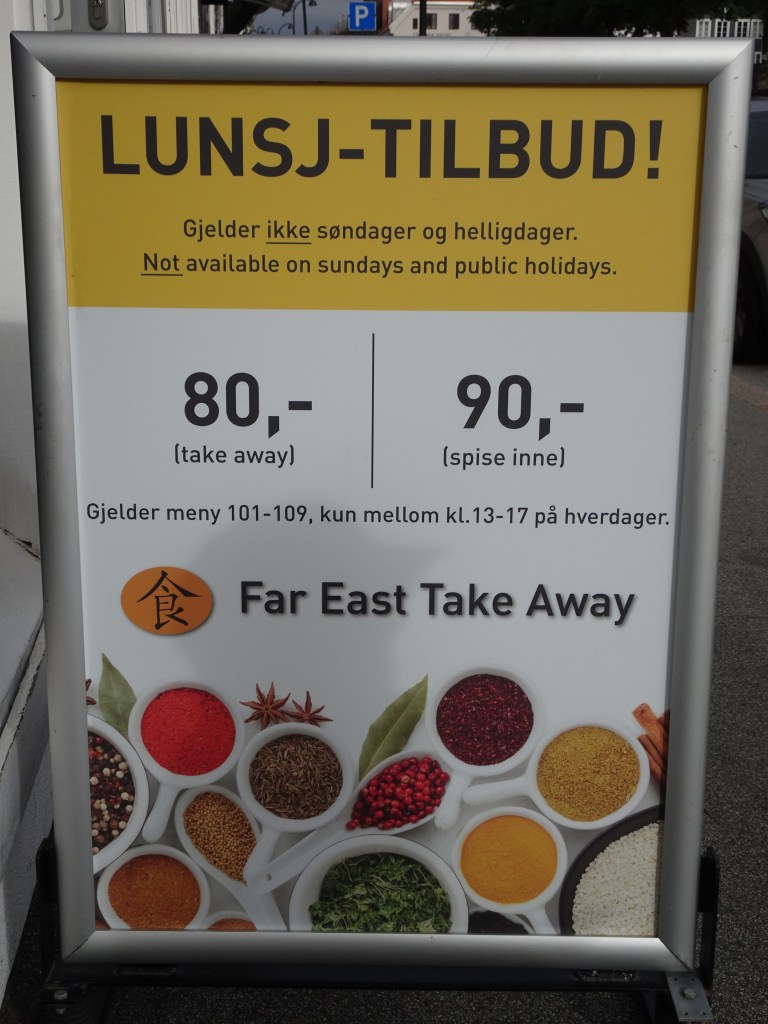 P
LUNSJ-TILBUD!
Gjelder ikke søndager og helligdager.
Not available on sundays and public holidays.
80,-
(take away)
90,-
(spise inne)
Gjelder meny 101-109, kun mellom kl.13-17 på hverdager.
食 Far East Take Away